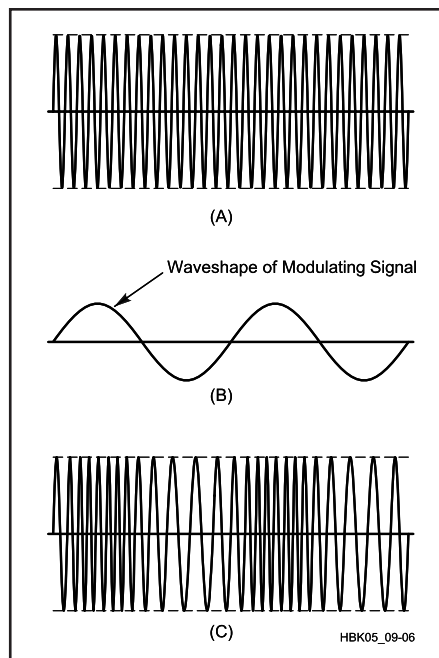 (A)
Waveshape of Modulating Signal
(B)
(C)
HBK05_09-06